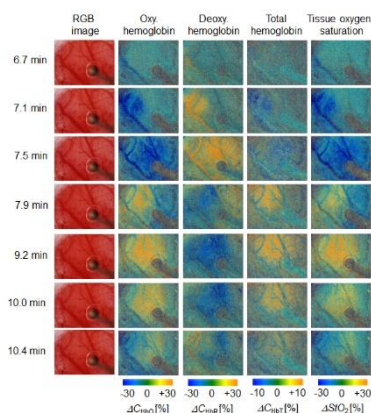 RGB image
Oxy. hemoglobin
Deoxy. hemoglobin
Total hemoglobin
Tissue oxygen saturation
6.7 min
7.1 min
7.5 min
7.9 min
9.2 min
10.0 min
10.4 min
-30 0 +30
-30 0 +30
-10 0 +10
-30 0 +30
ΔC_HbO [%]
ΔC_HbR [%]
ΔC_HbT [%]
ΔStO₂ [%]